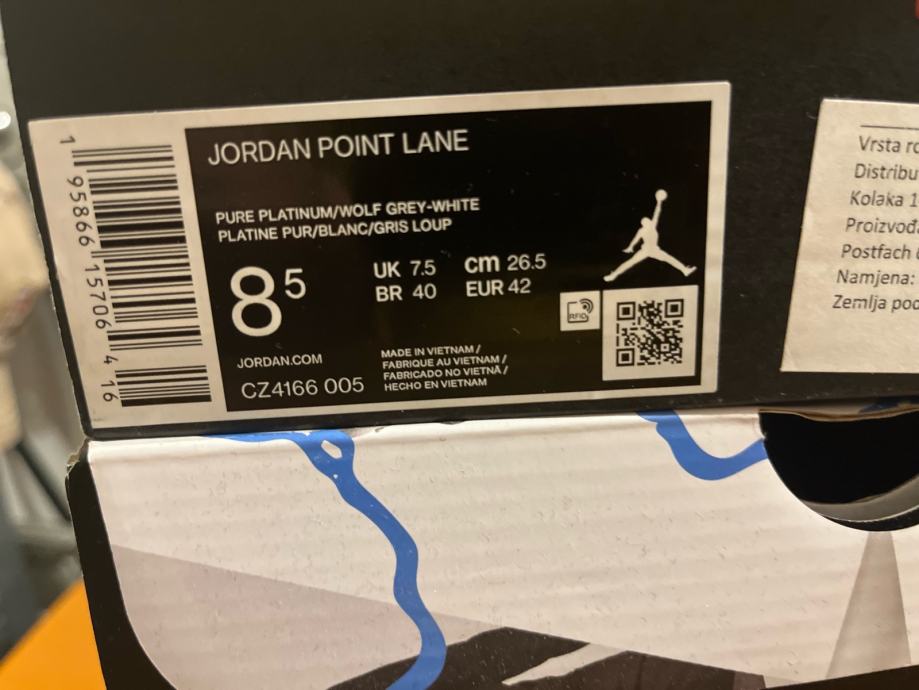 JORDAN POINT LANE
PURE PLATINUM/WOLF GREY-WHITE
PLATINE PUR/BLANC/GRIS LOUP
8 5
UK 7.5 cm 26.5
BR 40 EUR 42
RFID
JORDAN.COM
CZ4166 005
MADE IN VIETNAM /
FABRIQUE AU VIETNAM /
FABRICADO NO VIETNÃ /
HECHO EN VIETNAM
1 95866 15706 4 16
Vrsta
Distribu
Kolaka 1
Proizvođa
Postfach
Namjena:
Zemlja